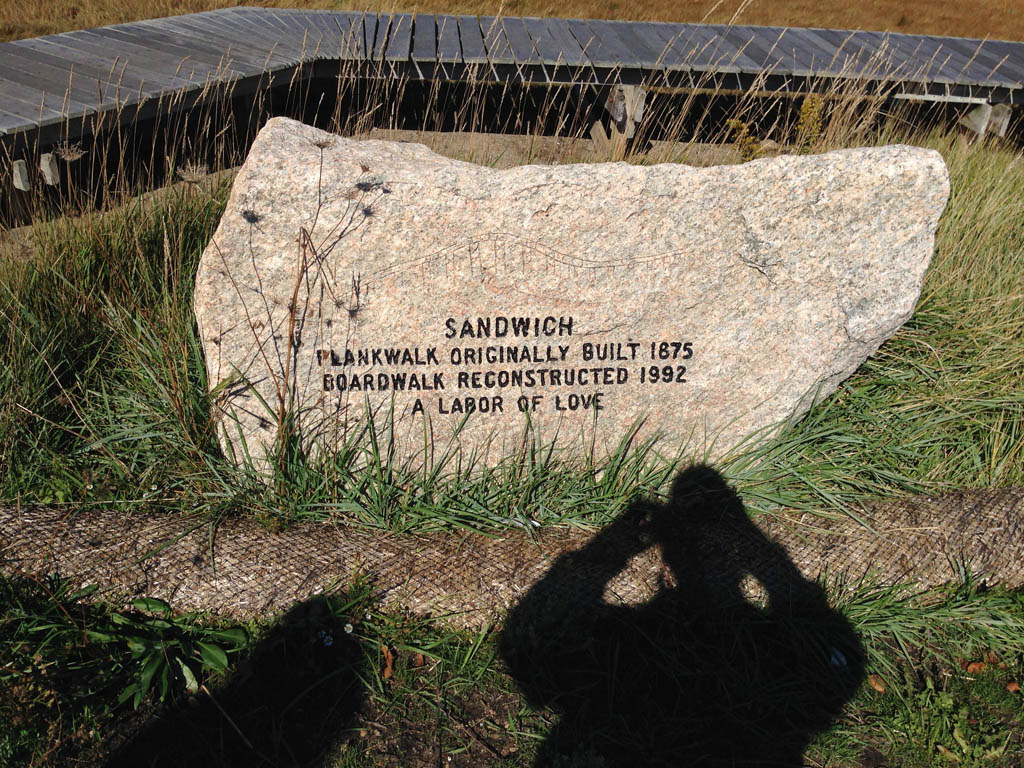 SANDWICH
PLANKWALK ORIGINALLY BUILT 1875
BOARDWALK RECONSTRUCTED 1992
A LABOR OF LOVE